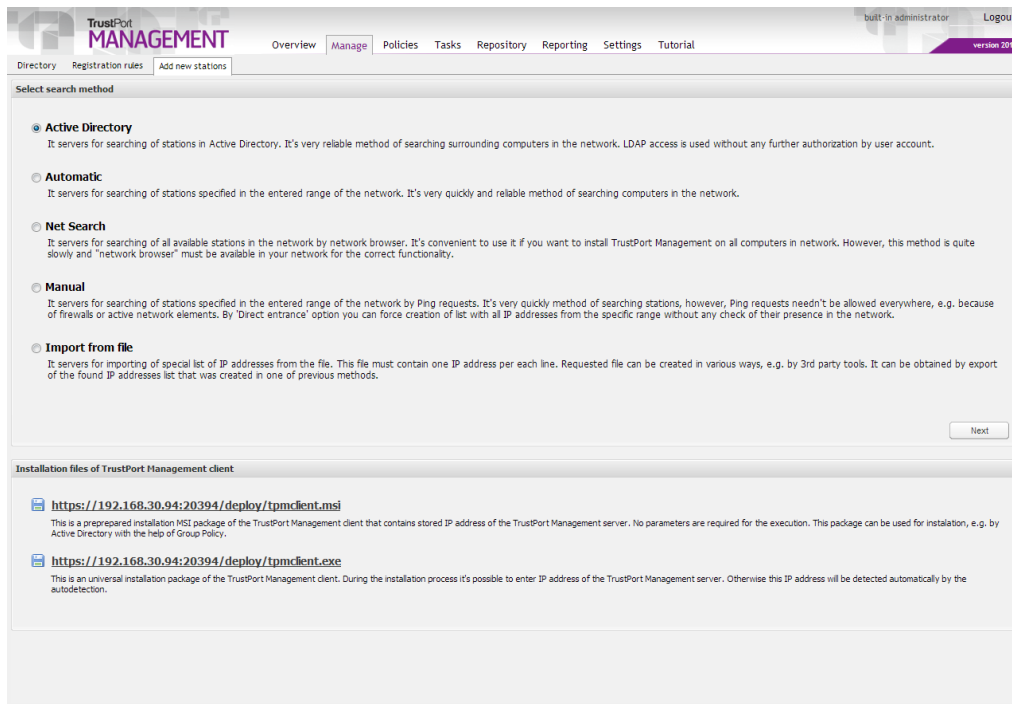 TrustPort
MANAGEMENT
built-in administrator
Logou
Overview Manage Policies Tasks Repository Reporting Settings Tutorial
version 201
Directory Registration rules Add new stations
Select search method
Active Directory
It servers for searching of stations in Active Directory. It's very reliable method of searching surrounding computers in the network. LDAP access is used without any further authorization by user account.
Automatic
It servers for searching of stations specified in the entered range of the network. It's very quickly and reliable method of searching computers in the network.
Net Search
It servers for searching of all available stations in the network by network browser. It's convenient to use it if you want to install TrustPort Management on all computers in network. However, this method is quite
slowly and "network browser" must be available in your network for the correct functionality.
Manual
It servers for searching of stations specified in the entered range of the network by Ping requests. It's very quickly method of searching stations, however, Ping requests needn't be allowed everywhere, e.g. because
of firewalls or active network elements. By 'Direct entrance' option you can force creation of list with all IP addresses from the specific range without any check of their presence in the network.
Import from file
It servers for importing of special list of IP addresses from the file. This file must contain one IP address per each line. Requested file can be created in various ways, e.g. by 3rd party tools. It can be obtained by export
of the found IP addresses list that was created in one of previous methods.
Next
Installation files of TrustPort Management client
https://192.168.30.94:20394/deploy/tpmclient.msi
This is a preprepared installation MSI package of the TrustPort Management client that contains stored IP address of the TrustPort Management server. No parameters are required for the execution. This package can be used for instalation, e.g. by
Active Directory with the help of Group Policy.
https://192.168.30.94:20394/deploy/tpmclient.exe
This is an universal installation package of the TrustPort Management client. During the installation process it's possible to enter IP address of the TrustPort Management server. Otherwise this IP address will be detected automatically by the
autodetection.